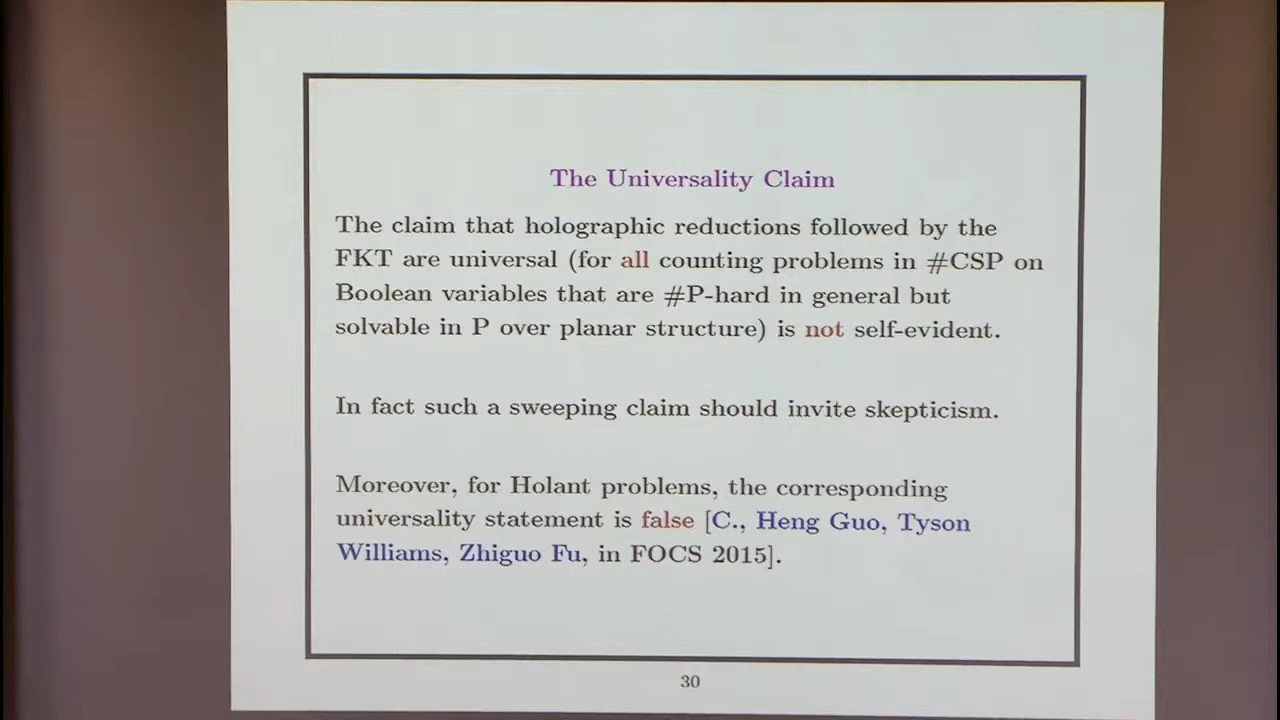 The Universality Claim
The claim that holographic reductions followed by the
FKT are universal (for all counting problems in #CSP on
Boolean variables that are #P-hard in general but
solvable in P over planar structure) is not self-evident.
In fact such a sweeping claim should invite skepticism.
Moreover, for Holant problems, the corresponding
universality statement is false [C., Heng Guo, Tyson
Williams, Zhiguo Fu, in FOCS 2015].
30